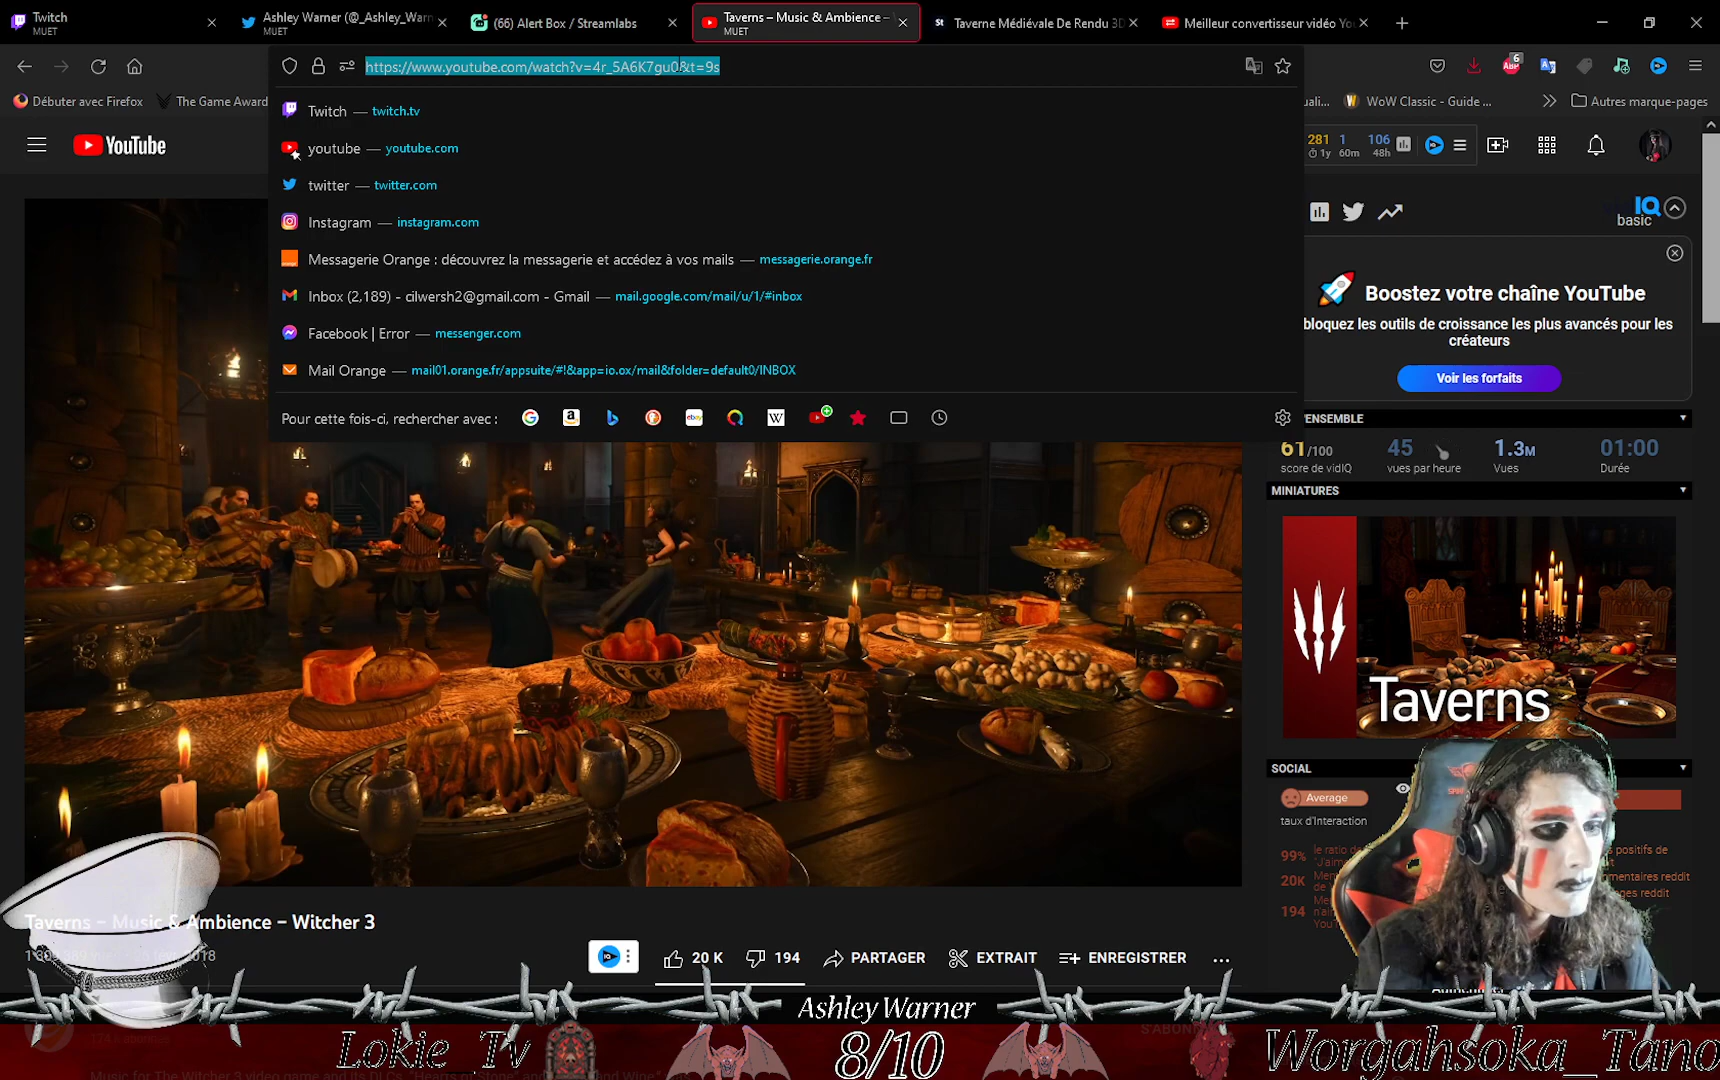 Twitch
MUET
Ashley Warner (@_Ashley_Warn
MUET
(66) Alert Box / Streamlabs
Taverns – Music & Ambience –
MUET
Taverne Médiévale De Rendu 3D
Meilleur convertisseur vidéo Yo
https://www.youtube.com/watch?v=4r_5A6K7gu0&t=9s
6
Débuter avec Firefox
The Game Award
WoW Classic - Guide ...
Autres marque-pages
YouTube
Twitch — twitch.tv
youtube — youtube.com
twitter — twitter.com
Instagram — instagram.com
Messagerie Orange : découvrez la messagerie et accédez à vos mails — messagerie.orange.fr
Inbox (2,189) - cilwersh2@gmail.com - Gmail — mail.google.com/mail/u/1/#inbox
Facebook | Error — messenger.com
Mail Orange — mail01.orange.fr/appsuite/#!&app=io.ox/mail&folder=default0/INBOX
Pour cette fois-ci, rechercher avec :
281 1 106
1y 60m 48h
IQ
basic
Boostez votre chaîne YouTube
bloquez les outils de croissance les plus avancés pour les
créateurs
Voir les forfaits
'ENSEMBLE
61/100 45 1.3M 01:00
score de vidIQ vues par heure Vues Durée
MINIATURES
Taverns
SOCIAL
Average
taux d'Interaction
99%
le ratio de
20K
194
Taverns – Music & Ambience – Witcher 3
20 K
194
PARTAGER
EXTRAIT
ENREGISTRER
...
Ashley Warner
Lokie_Tv
8/10
Worgahsoka_Tano